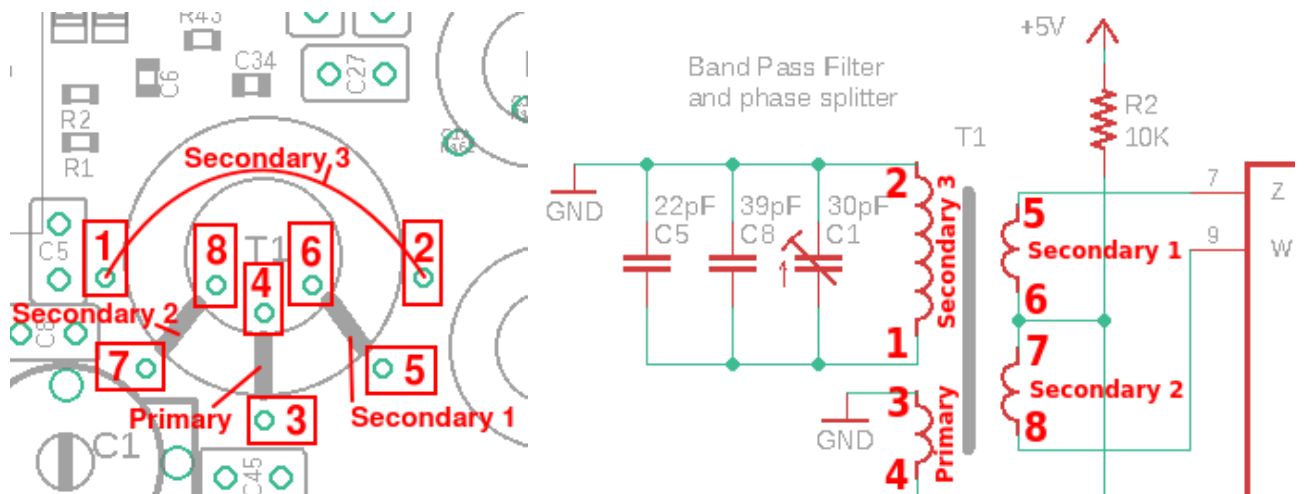 R43
C34
C27
C6
R2
R1
Secondary 3
C5
1
8
T1
4
6
2
Secondary 2
C8
7
5
Primary
3
Secondary 1
C1
C45
Band Pass Filter
and phase splitter
+5V
R2
10K
T1
GND
22pF
C5
39pF
C8
30pF
C1
2
Secondary 3
1
GND
3
Primary
4
5
Secondary 1
6
7
Secondary 2
8
7
Z
9
W